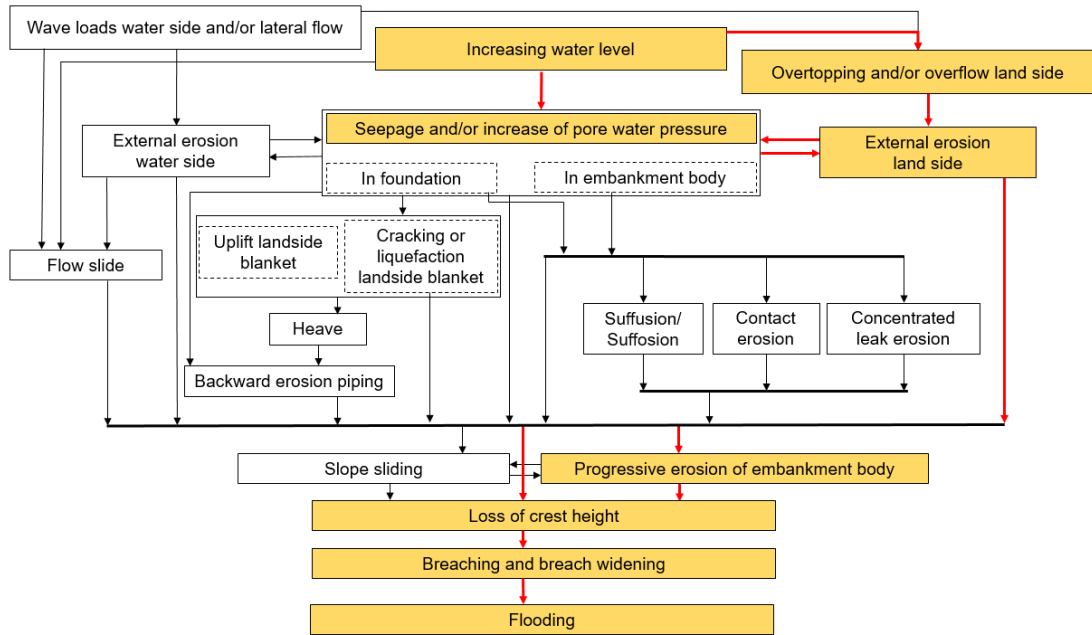 Wave loads water side and/or lateral flow
Increasing water level
Overtopping and/or overflow land side
Seepage and/or increase of pore water pressure
External erosion
water side
External erosion
land side
In foundation
In embankment body
Uplift landside
blanket
Cracking or
liquefaction
landside blanket
Flow slide
Heave
Suffusion/
Suffosion
Contact
erosion
Concentrated
leak erosion
Backward erosion piping
Slope sliding
Progressive erosion of embankment body
Loss of crest height
Breaching and breach widening
Flooding